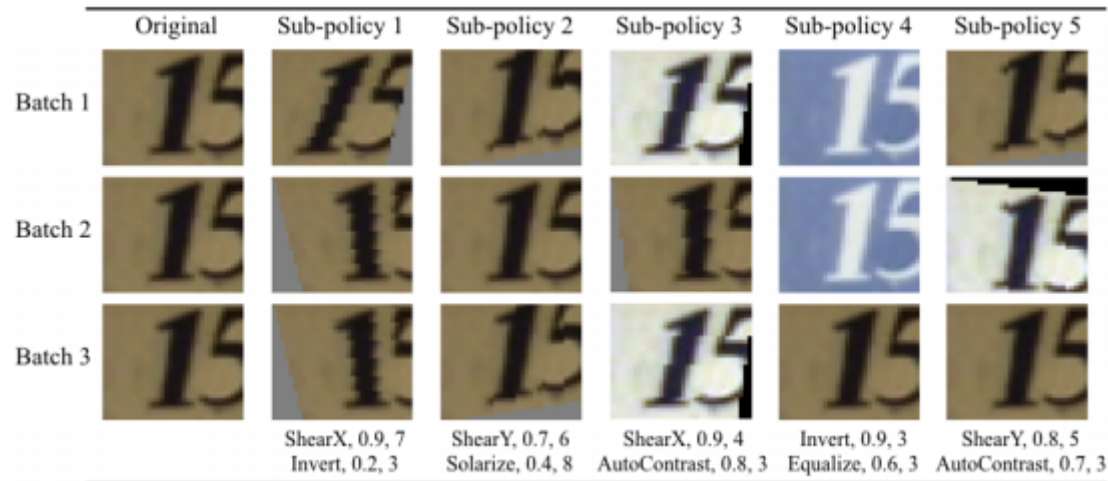 Original Sub-policy 1 Sub-policy 2 Sub-policy 3 Sub-policy 4 Sub-policy 5
Batch 1 15 15 15 15 15 15
Batch 2 15 15 15 15 15 15
Batch 3 15 15 15 15 15 15
ShearX, 0.9, 7 ShearY, 0.7, 6 ShearX, 0.9, 4 Invert, 0.9, 3 ShearY, 0.8, 5
Invert, 0.2, 3 Solarize, 0.4, 8 AutoContrast, 0.8, 3 Equalize, 0.6, 3 AutoContrast, 0.7, 3